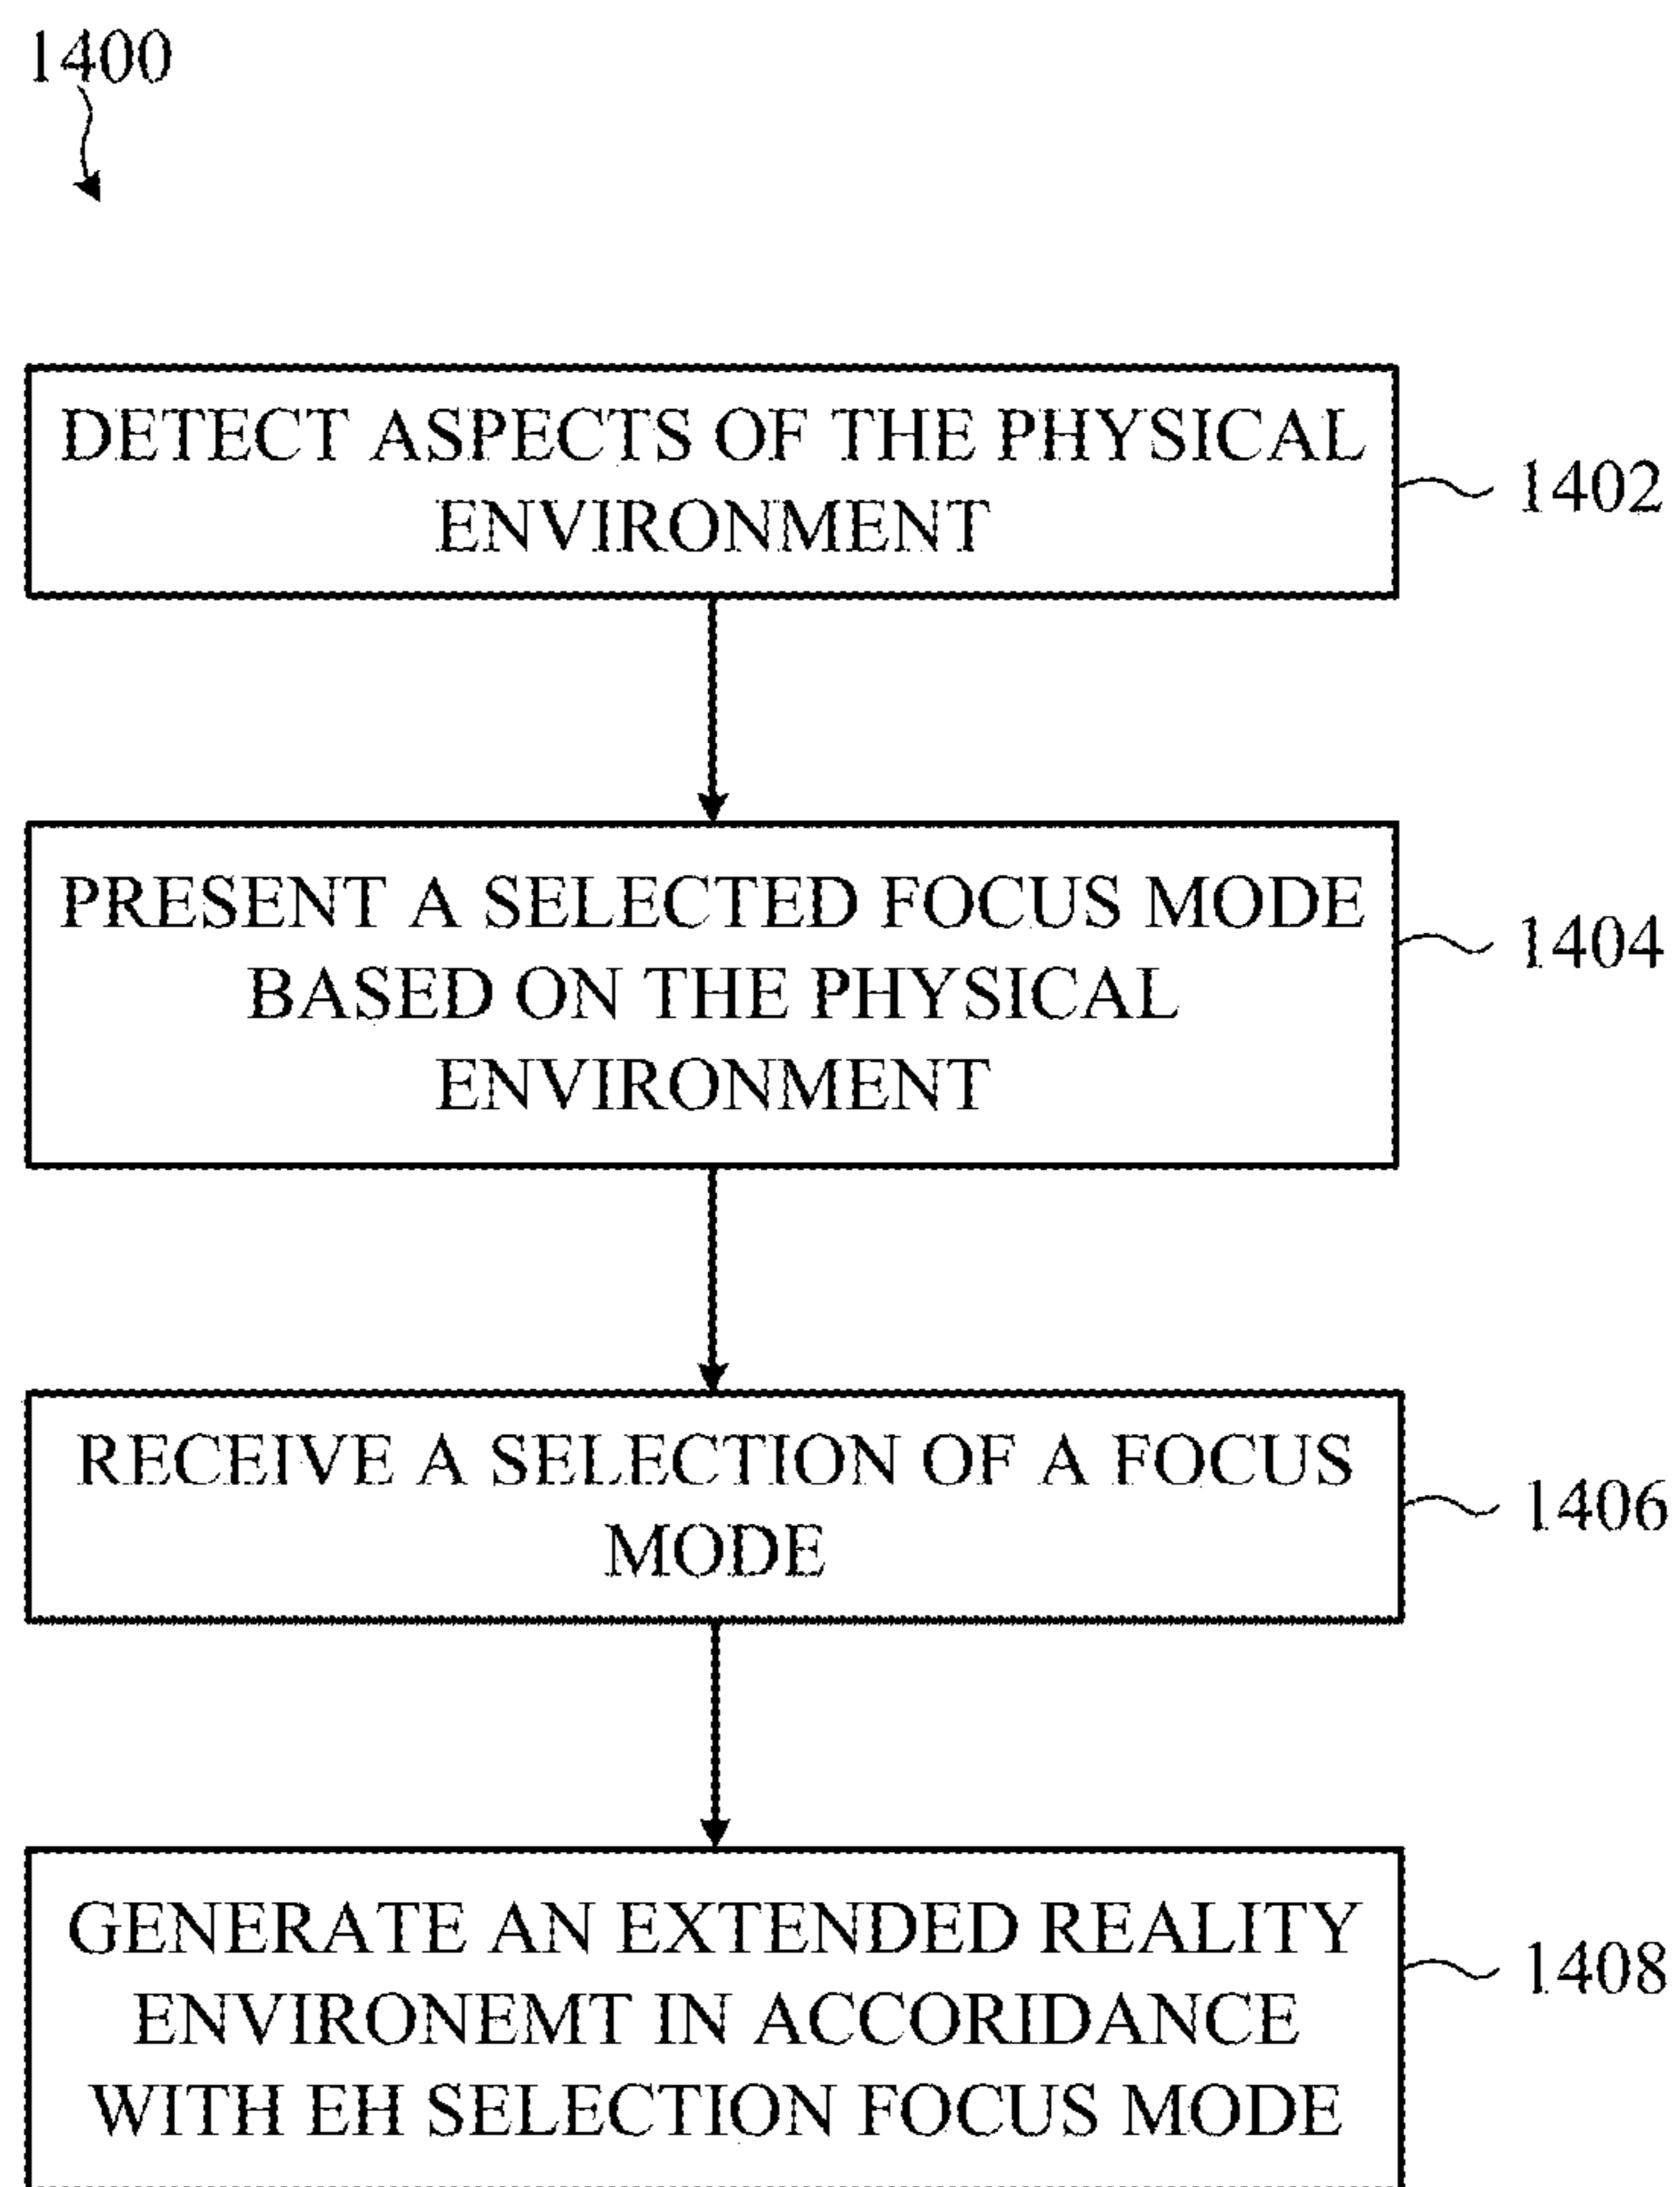 1400
DETECT ASPECTS OF THE PHYSICAL
ENVIRONMENT
1402
PRESENT A SELECTED FOCUS MODE
BASED ON THE PHYSICAL
ENVIRONMENT
1404
RECEIVE A SELECTION OF A FOCUS
MODE
1406
GENERATE AN EXTENDED REALITY
ENVIRONEMT IN ACCORIDANCE
WITH EH SELECTION FOCUS MODE
1408